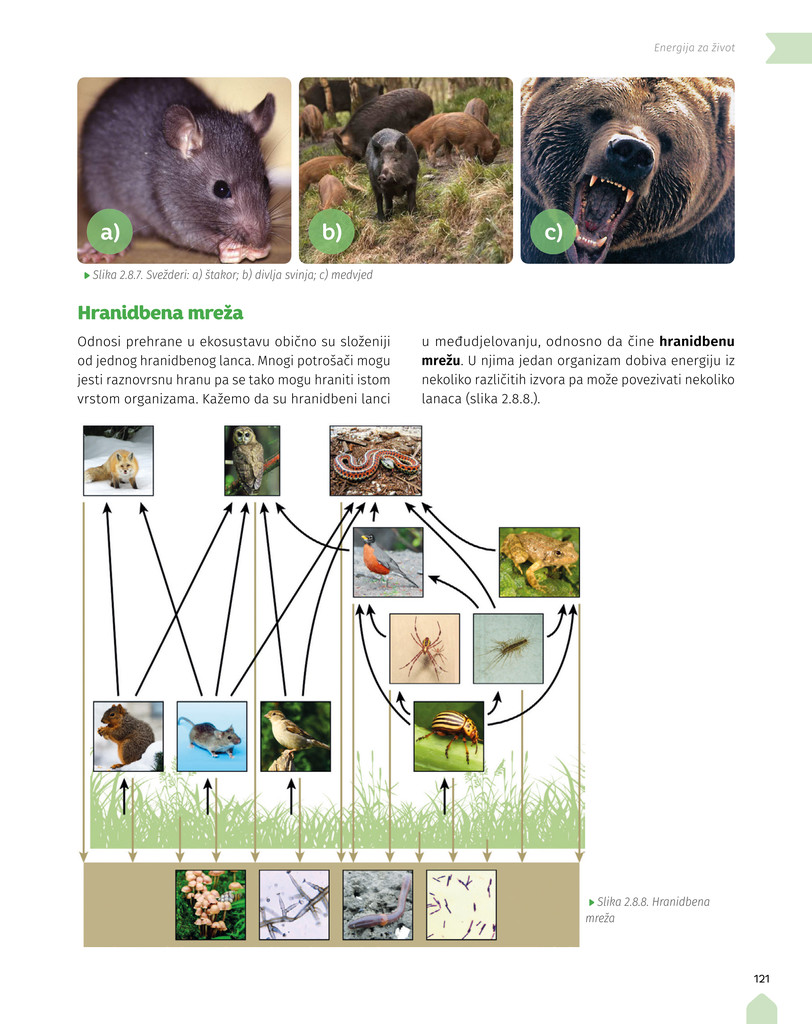 Energija za život
a)
b)
c)
Slika 2.8.7. Svežderi: a) štakor; b) divlja svinja; c) medvjed
Hranidbena mreža
Odnosi prehrane u ekosustavu obično su složeniji
od jednog hranidbenog lanca. Mnogi potrošači mogu
jesti raznovrsnu hranu pa se tako mogu hraniti istom
vrstom organizama. Kažemo da su hranidbeni lanci
u međudjelovanju, odnosno da čine hranidbenu
mrežu. U njima jedan organizam dobiva energiju iz
nekoliko različitih izvora pa može povezivati nekoliko
lanaca (slika 2.8.8.).
Slika 2.8.8. Hranidbena
mreža
121